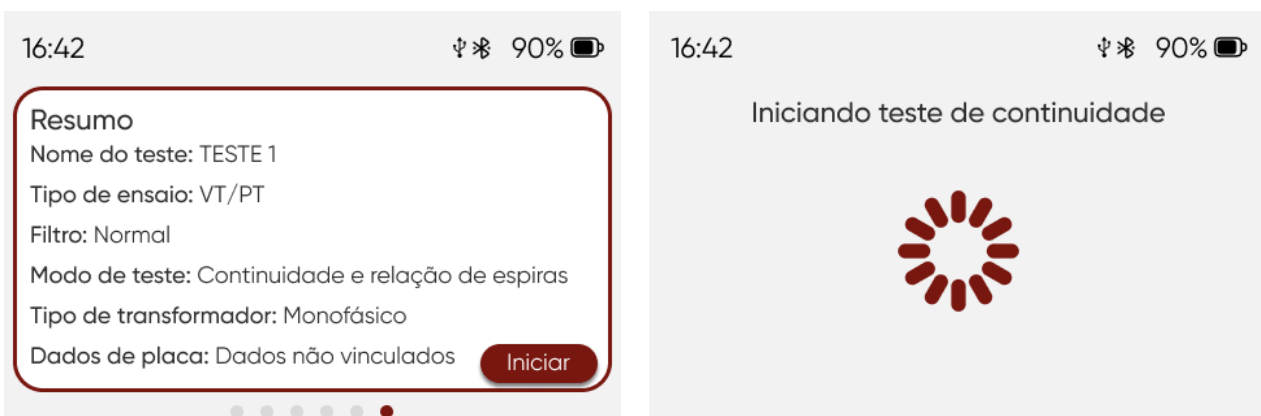 16:42
90%
Resumo
Nome do teste: TESTE 1
Tipo de ensaio: VT/PT
Filtro: Normal
Modo de teste: Continuidade e relação de espiras
Tipo de transformador: Monofásico
Dados de placa: Dados não vinculados
Iniciar
16:42
90%
Iniciando teste de continuidade